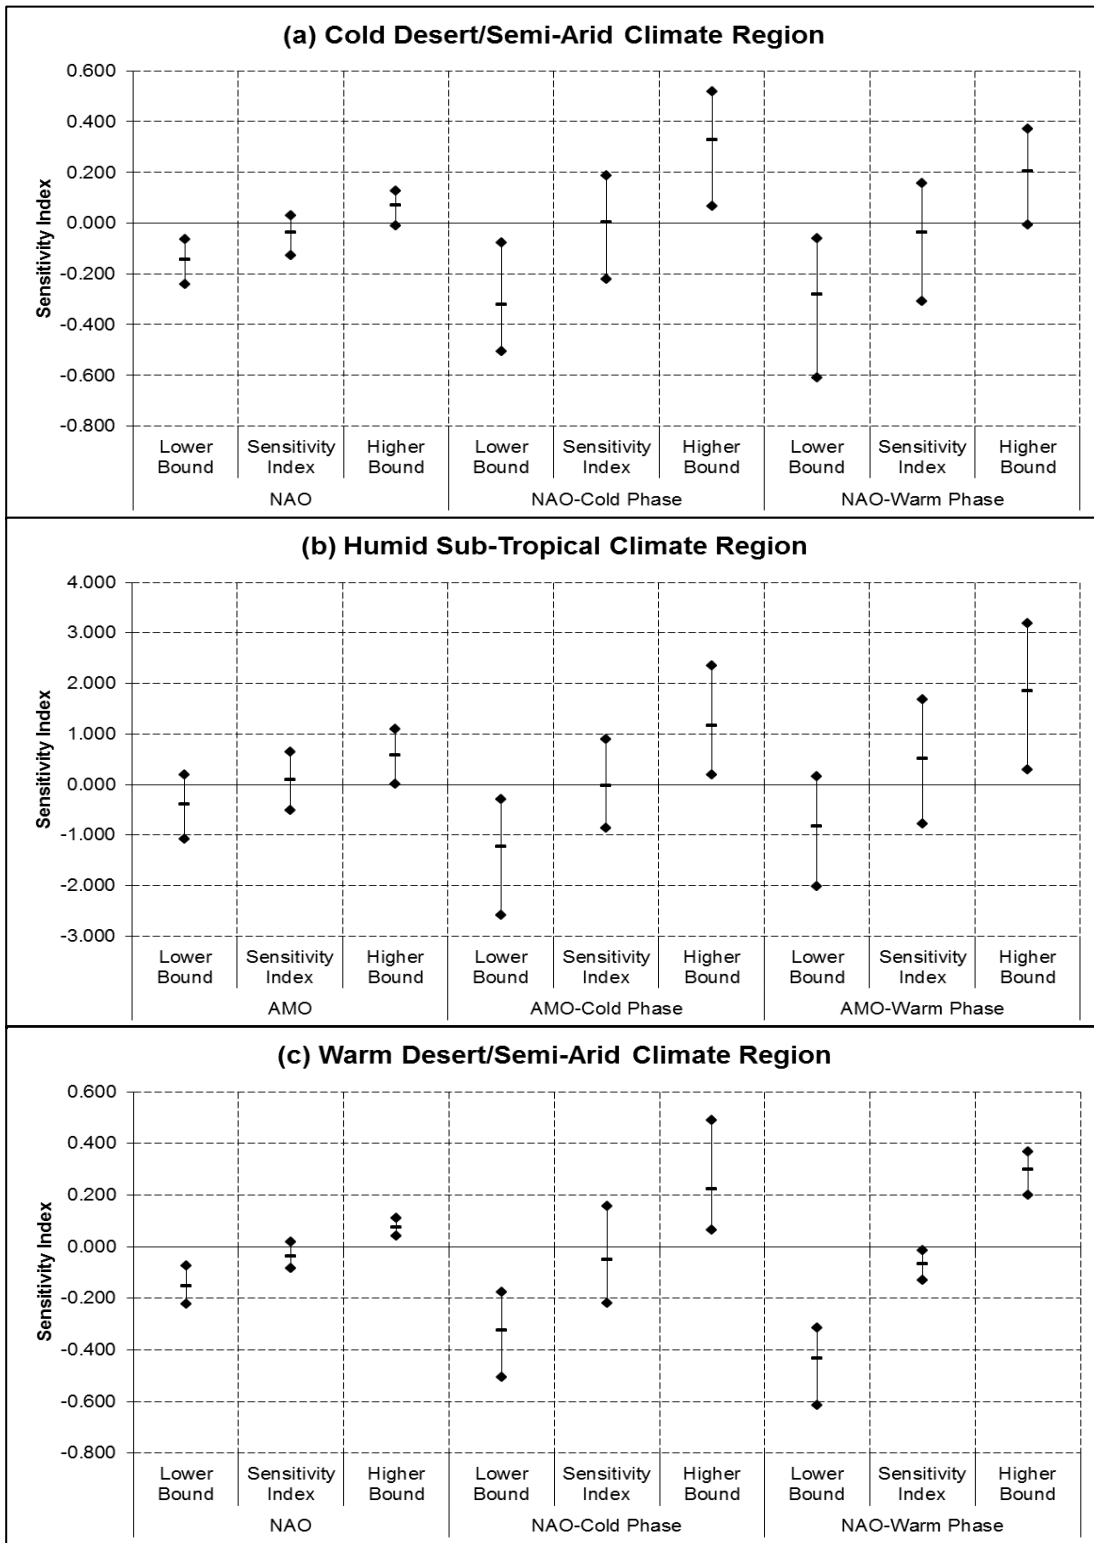 (a) Cold Desert/Semi-Arid Climate Region
0.600
0.400
0.200
0.000
-0.200
-0.400
-0.600
-0.800
Sensitivity Index
Lower Bound
Sensitivity Index
Higher Bound
Lower Bound
Sensitivity Index
Higher Bound
Lower Bound
Sensitivity Index
Higher Bound
NAO
NAO-Cold Phase
NAO-Warm Phase
(b) Humid Sub-Tropical Climate Region
4.000
3.000
2.000
1.000
0.000
-1.000
-2.000
-3.000
Sensitivity Index
Lower Bound
Sensitivity Index
Higher Bound
Lower Bound
Sensitivity Index
Higher Bound
Lower Bound
Sensitivity Index
Higher Bound
AMO
AMO-Cold Phase
AMO-Warm Phase
(c) Warm Desert/Semi-Arid Climate Region
0.600
0.400
0.200
0.000
-0.200
-0.400
-0.600
-0.800
Sensitivity Index
Lower Bound
Sensitivity Index
Higher Bound
Lower Bound
Sensitivity Index
Higher Bound
Lower Bound
Sensitivity Index
Higher Bound
NAO
NAO-Cold Phase
NAO-Warm Phase